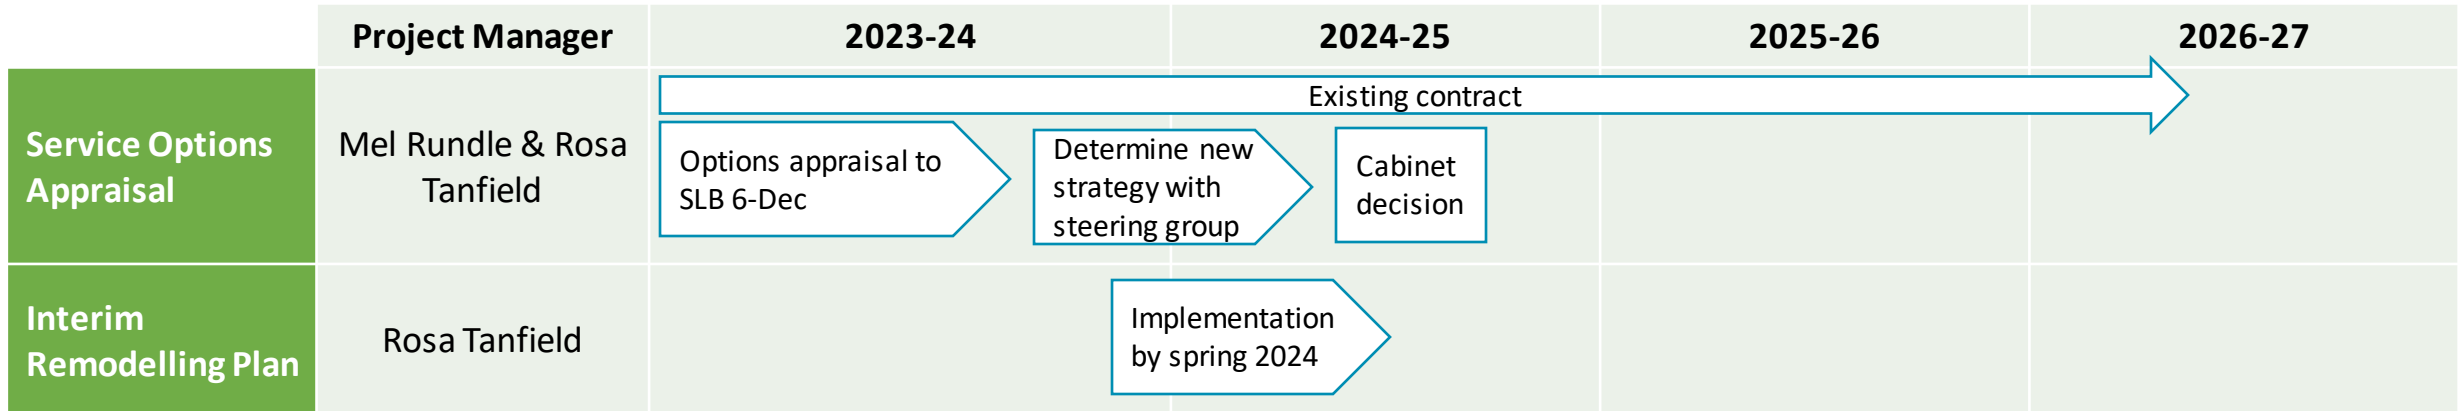 Project Manager
2023-24
2024-25
2025-26
2026-27
Service Options
Appraisal
Mel Rundle & Rosa
Tanfield
Existing contract
Options appraisal to
SLB 6-Dec
Determine new
strategy with
steering group
Cabinet
decision
Interim
Remodelling Plan
Rosa Tanfield
Implementation
by spring 2024